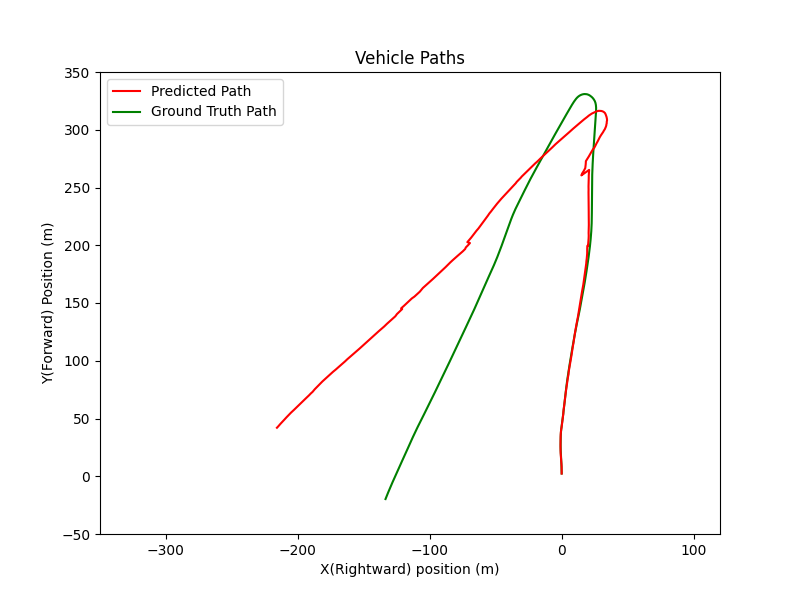 Vehicle Paths
Predicted Path
Ground Truth Path
350
300
250
200
150
100
50
0
−50
Y(Forward) Position (m)
−300
−200
−100
0
100
X(Rightward) position (m)